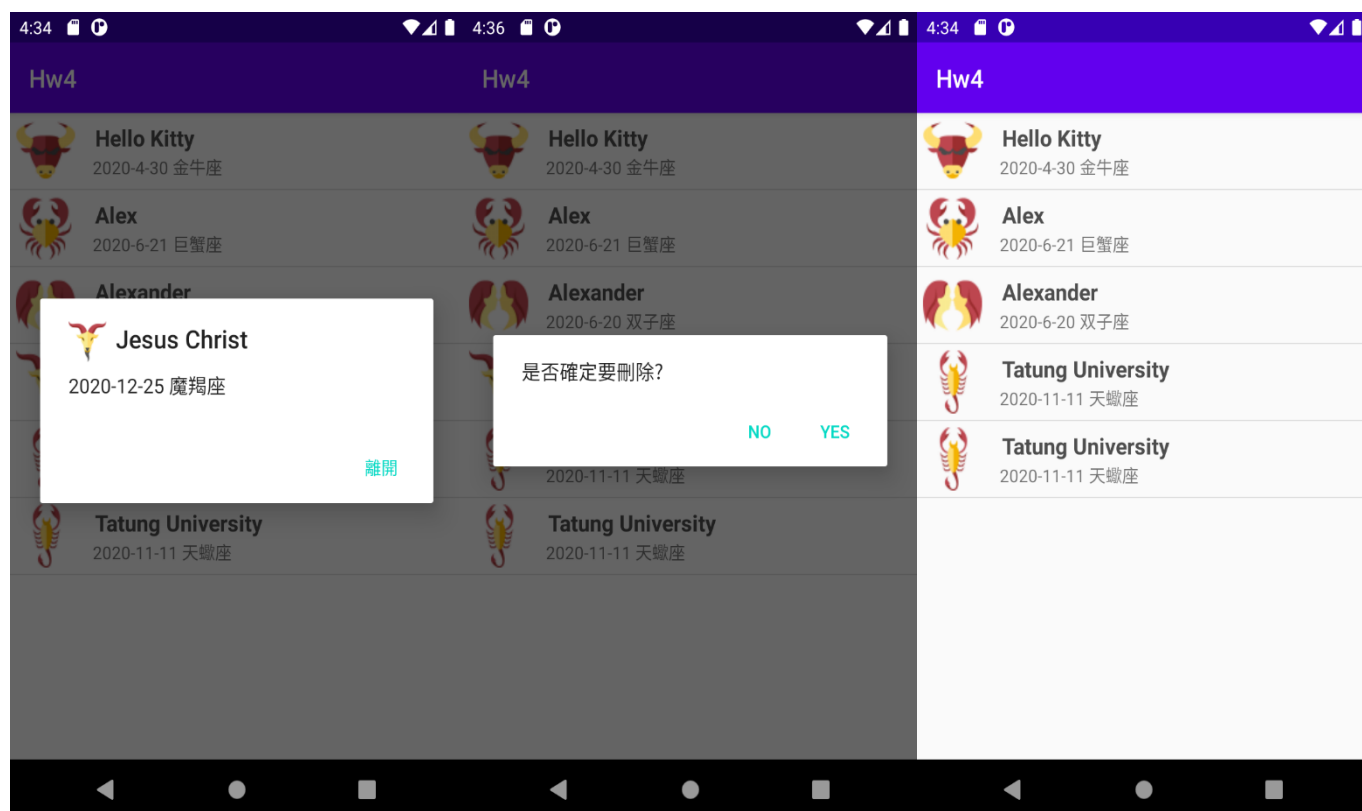 4:34
Hw4
Hello Kitty
2020-4-30 金牛座
Alex
2020-6-21 巨蟹座
Alexander
Jesus Christ
2020-12-25 魔羯座
離開
Tatung University
2020-11-11 天蠍座
4:36
Hw4
Hello Kitty
2020-4-30 金牛座
Alex
2020-6-21 巨蟹座
Alexander
2020-6-20 双子座
是否確定要刪除?
NO YES
2020-11-11 天蠍座
Tatung University
2020-11-11 天蠍座
4:34
Hw4
Hello Kitty
2020-4-30 金牛座
Alex
2020-6-21 巨蟹座
Alexander
2020-6-20 双子座
Tatung University
2020-11-11 天蠍座
Tatung University
2020-11-11 天蠍座